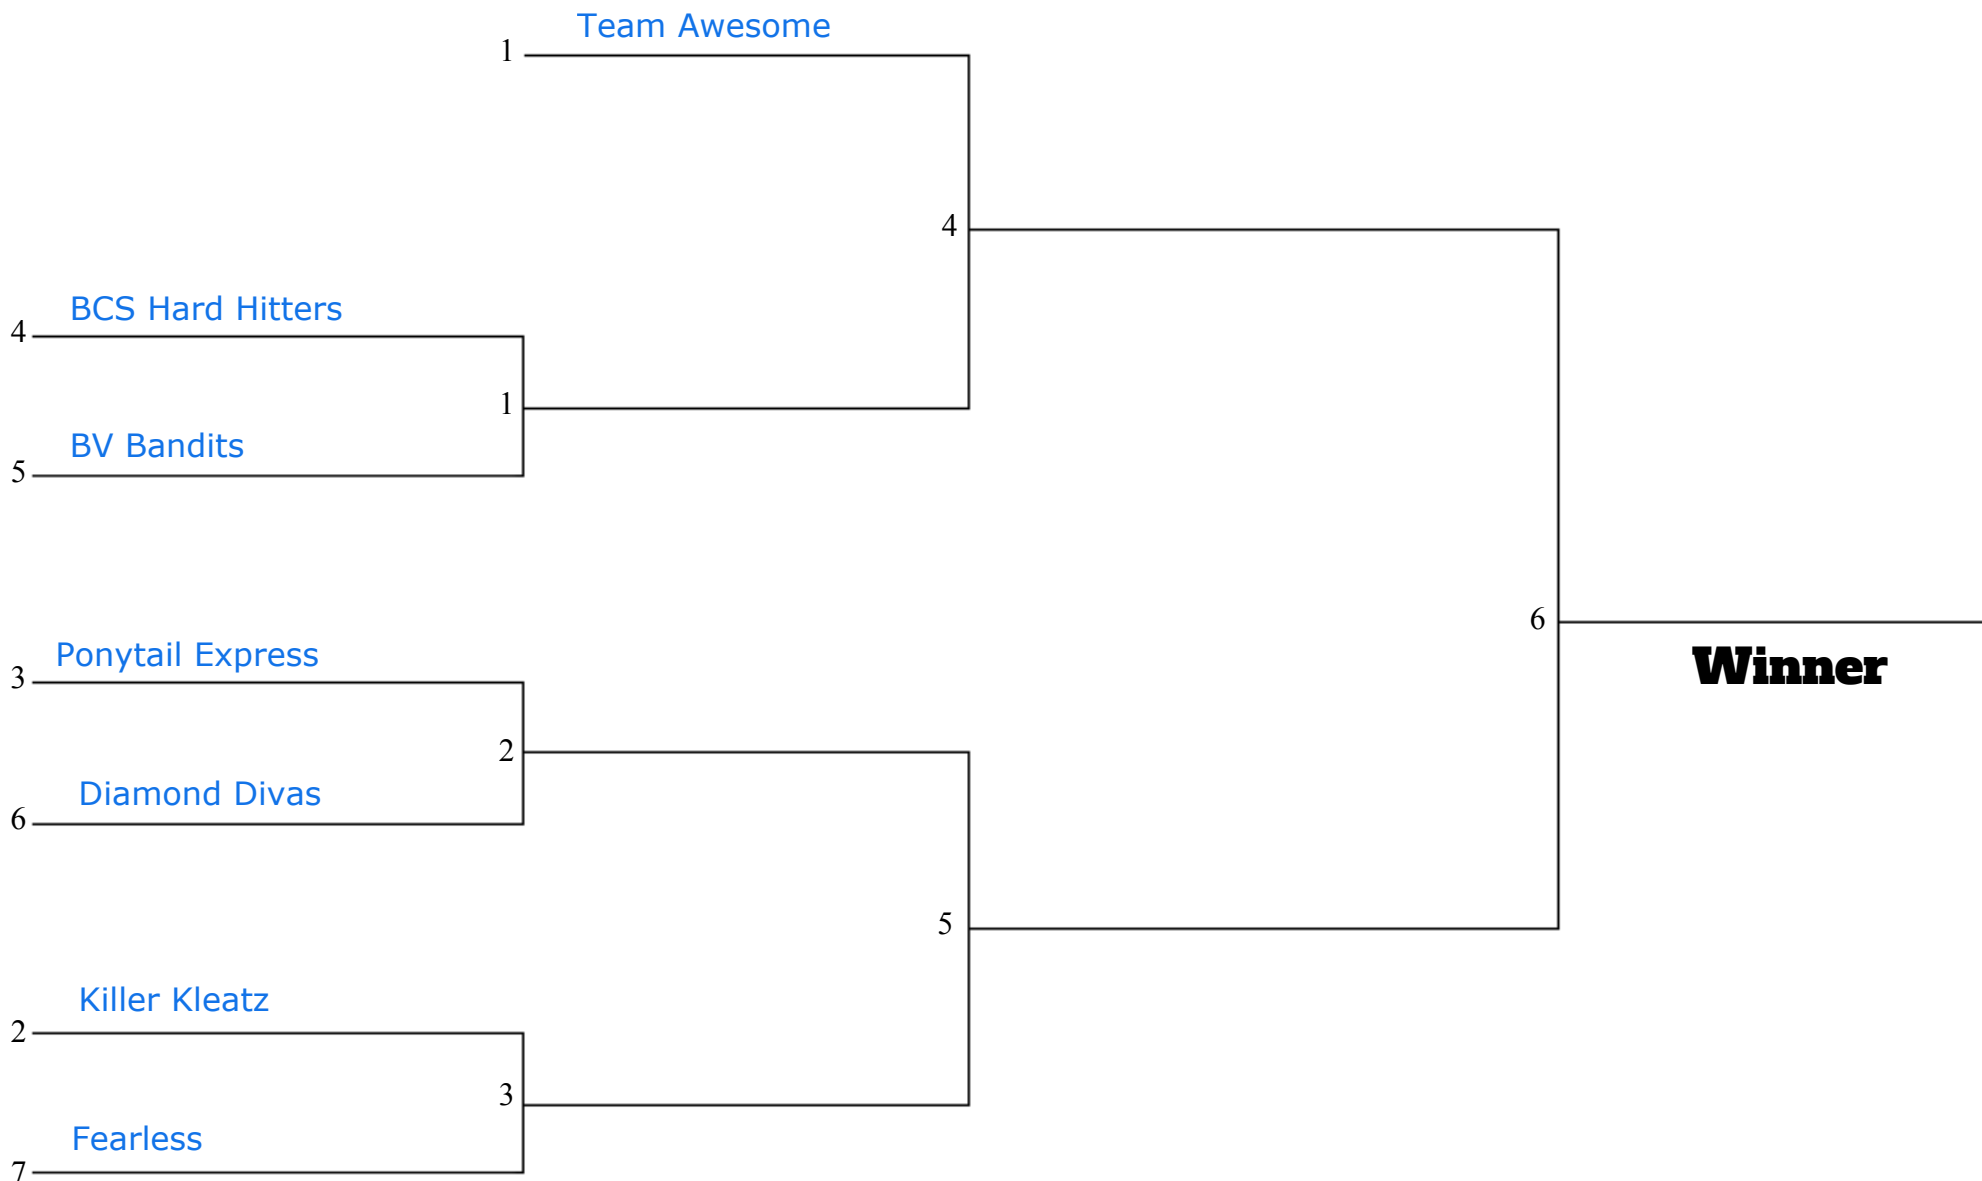 Team Awesome
1
4
BCS Hard Hitters
4
1
BV Bandits
5
6
Winner
Ponytail Express
3
2
Diamond Divas
6
5
Killer Kleatz
2
3
Fearless
7